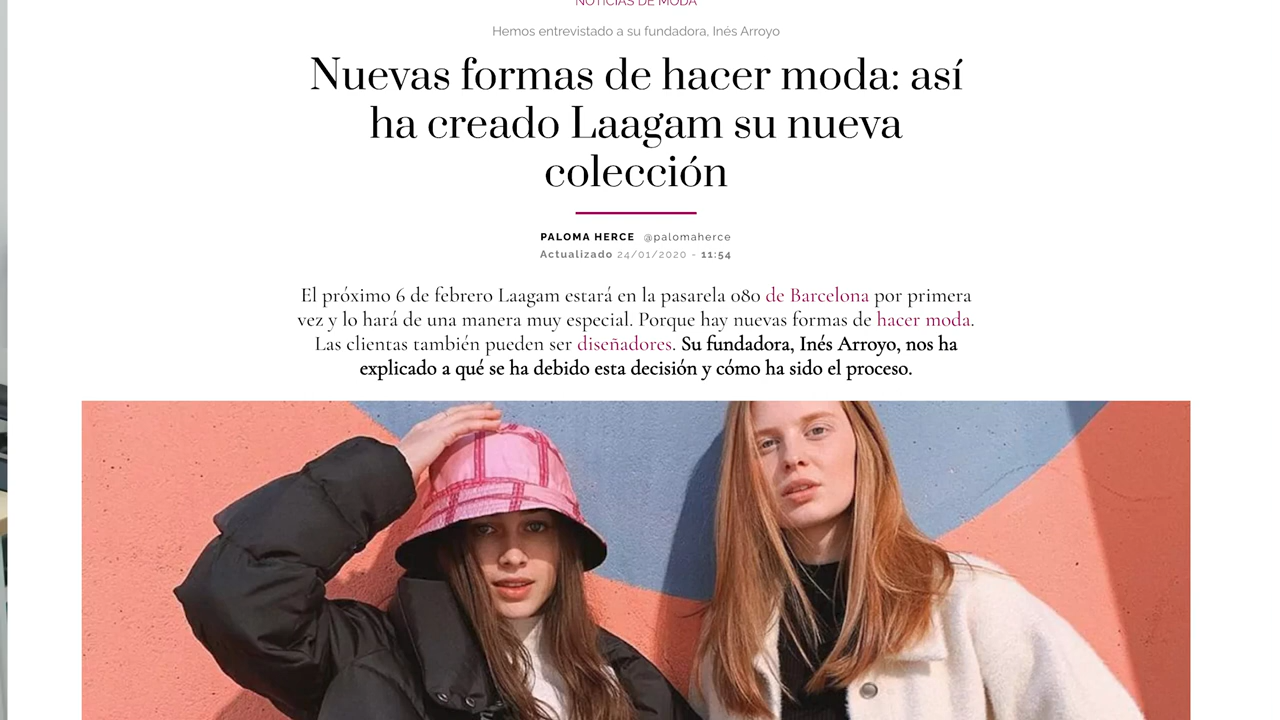 NOTICIAS DE MODA
Hemos entrevistado a su fundadora, Inés Arroyo
Nuevas formas de hacer moda: así
ha creado Laagam su nueva
colección
PALOMA HERCE @palomaherce
Actualizado 24/01/2020 - 11:54
El próximo 6 de febrero Laagam estará en la pasarela 080 de Barcelona por primera
vez y lo hará de una manera muy especial. Porque hay nuevas formas de hacer moda.
Las clientas también pueden ser diseñadores. Su fundadora, Inés Arroyo, nos ha
explicado a qué se ha debido esta decisión y cómo ha sido el proceso.